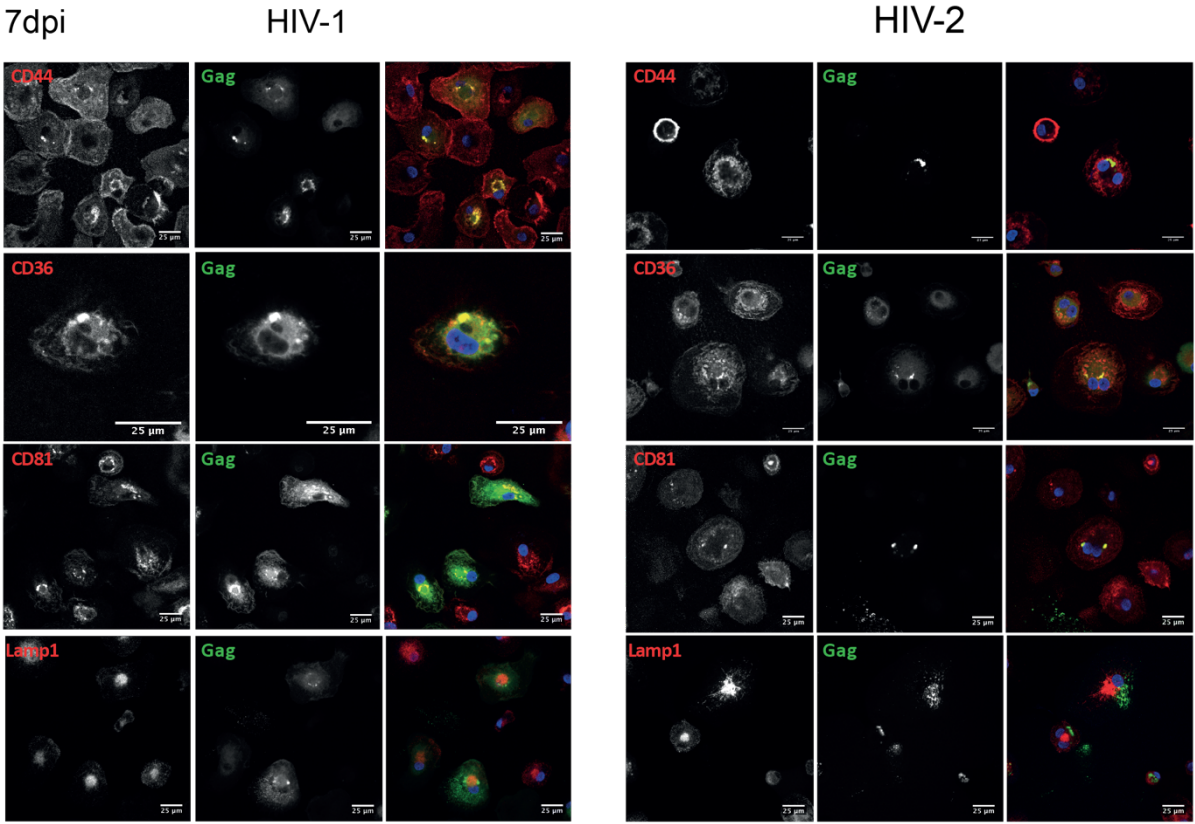 7dpi HIV-1 HIV-2
CD44 Gag CD44 Gag
25 µm 25 µm 25 µm
CD36 Gag CD36 Gag
25 µm 25 µm 25 µm
CD81 Gag CD81 Gag
25 µm 25 µm 25 µm 25 µm 25 µm 25 µm
Lamp1 Gag Lamp1 Gag
25 µm 25 µm 25 µm 25 µm 25 µm 25 µm